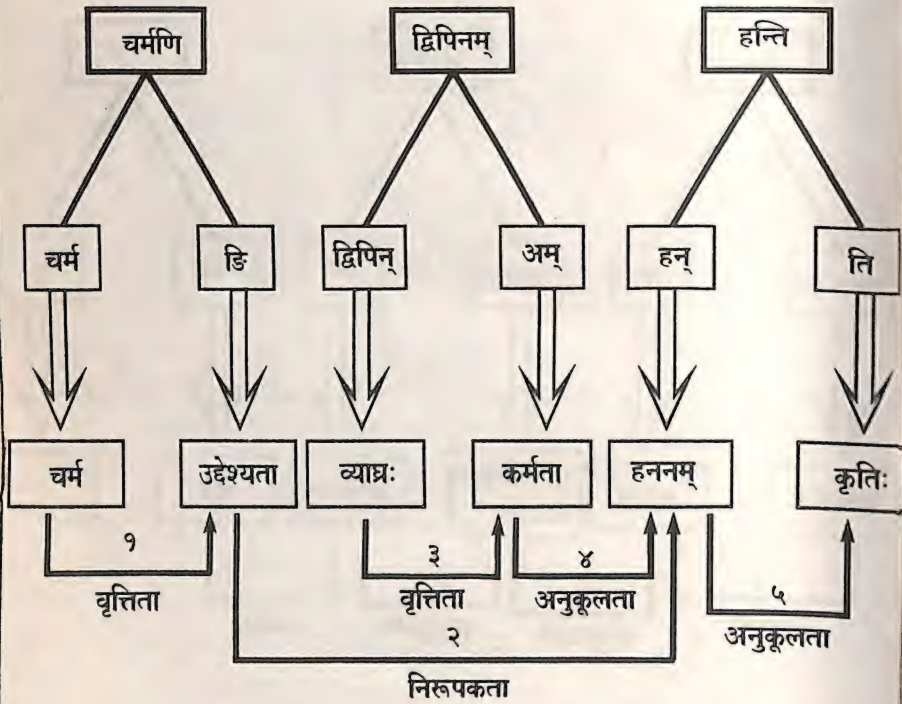 चर्मणि द्विपिनम् हन्ति
चर्म ङि द्विपिन् अम् हन् ति
चर्म उद्देश्यता व्याघ्रः कर्मता हननम् कृतिः
१ ३ ४ ५
वृत्तिता वृत्तिता अनुकूलता अनुकूलता
२
निरूपकता